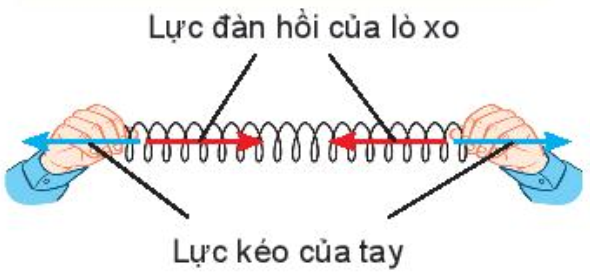 Lực đàn hồi của lò xo
Lực kéo của tay